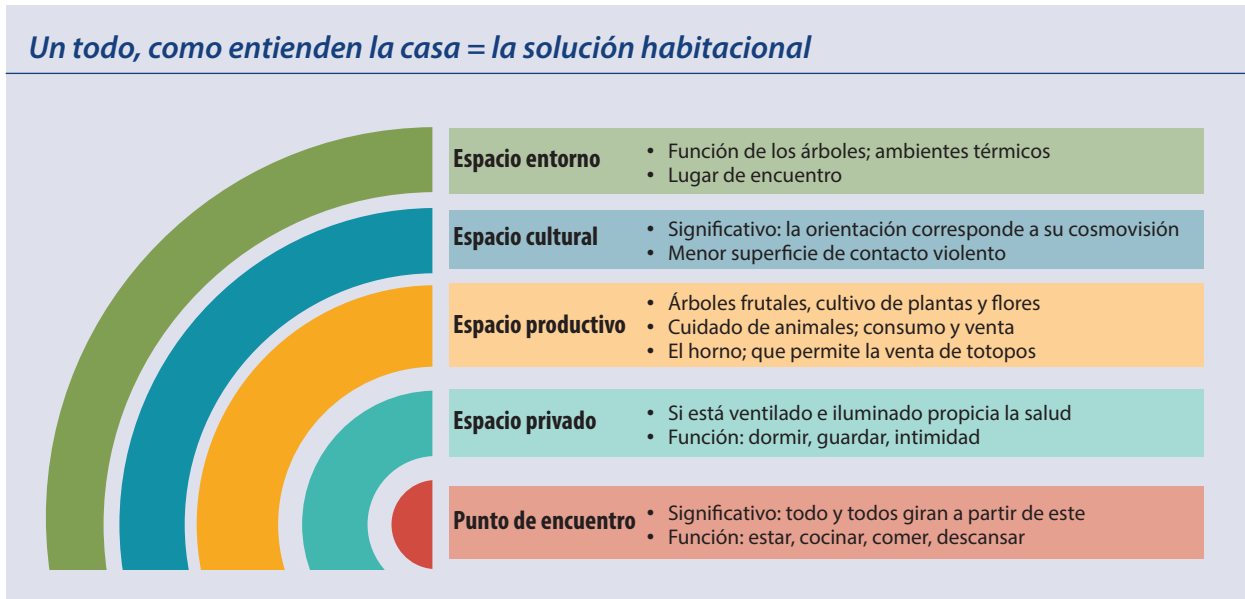 Un todo, como entienden la casa = la solución habitacional
Espacio entorno
• Función de los árboles; ambientes térmicos
• Lugar de encuentro
Espacio cultural
• Significativo: la orientación corresponde a su cosmovisión
• Menor superficie de contacto violento
Espacio productivo
• Árboles frutales, cultivo de plantas y flores
• Cuidado de animales; consumo y venta
• El horno; que permite la venta de totopos
Espacio privado
• Si está ventilado e iluminado propicia la salud
• Función: dormir, guardar, intimidad
Punto de encuentro
• Significativo: todo y todos giran a partir de este
• Función: estar, cocinar, comer, descansar